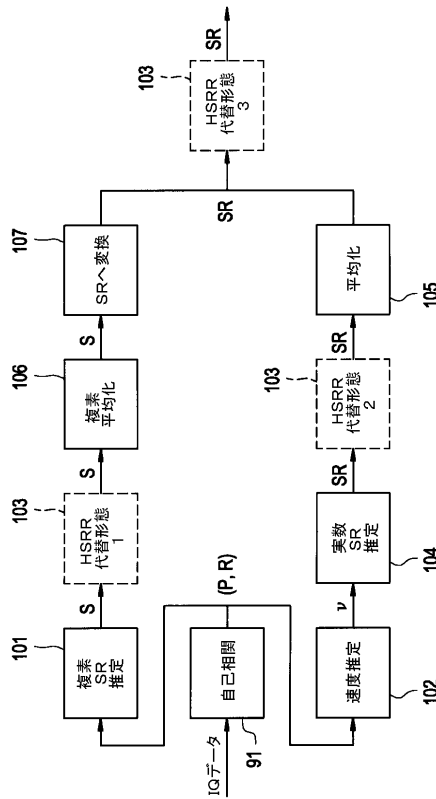 IQデータ
91
自己相関
(P, R)
101
複素
SR
推定
S
103
HSRR
代替形態
1
S
106
複素
平均化
S
107
SRへ変換
102
速度推定
ν
104
実数
SR
推定
SR
103
HSRR
代替形態
2
SR
105
平均化
SR
103
HSRR
代替形態
3
SR